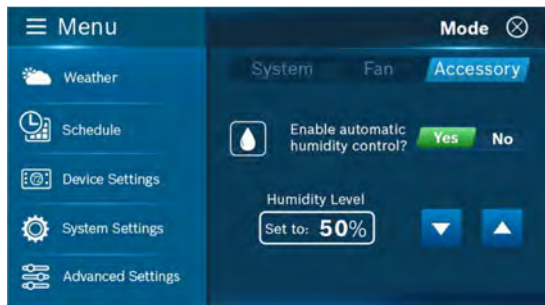 Menu
Weather
Schedule
Device Settings
System Settings
Advanced Settings
Mode
System Fan Accessory
Enable automatic
humidity control?
Yes No
Humidity Level
Set to: 50%